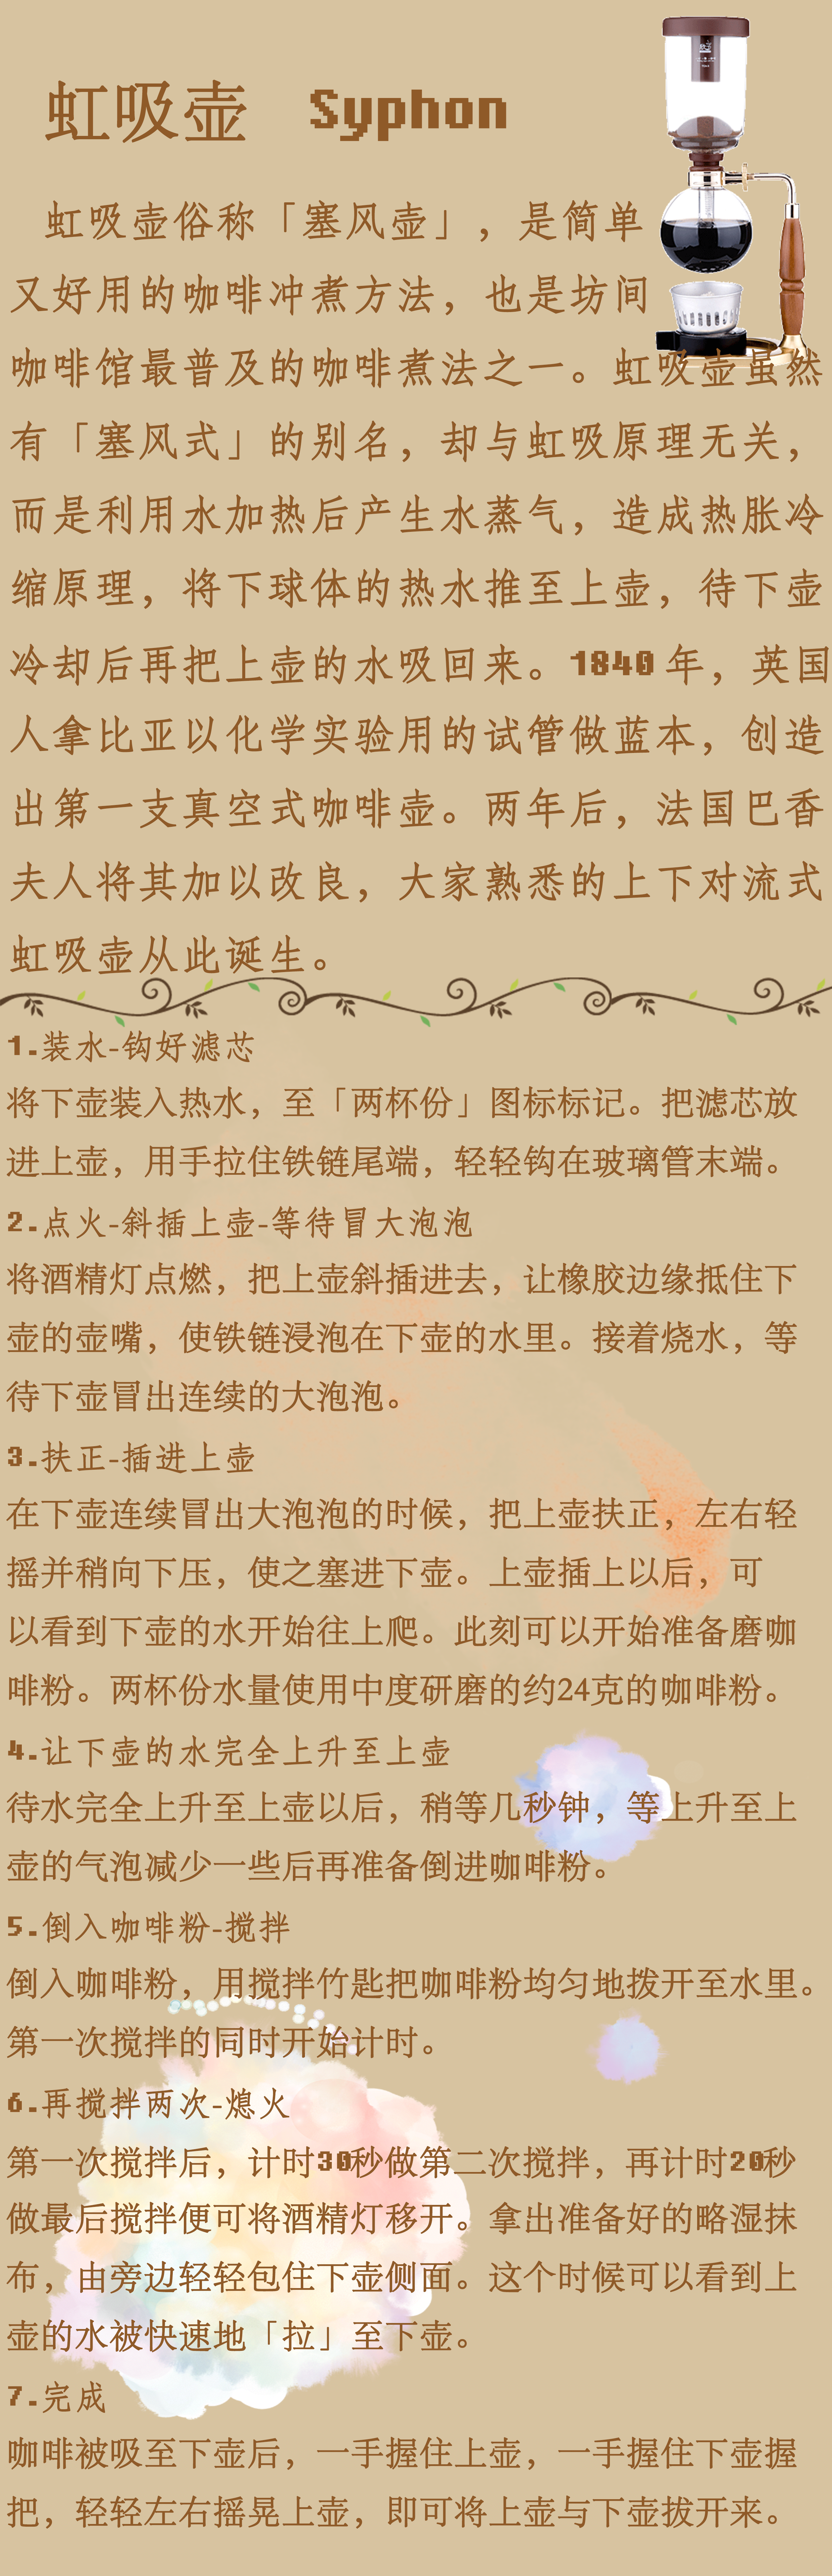 虹吸壶 Syphon
虹吸壶俗称「塞风壶」，是简单
又好用的咖啡冲煮方法，也是坊间
咖啡馆最普及的咖啡煮法之一。虹吸壶虽然
有「塞风式」的别名，却与虹吸原理无关，
而是利用水加热后产生水蒸气，造成热胀冷
缩原理，将下球体的热水推至上壶，待下壶
冷却后再把上壶的水吸回来。1840年，英国
人拿比亚以化学实验用的试管做蓝本，创造
出第一支真空式咖啡壶。两年后，法国巴香
夫人将其加以改良，大家熟悉的上下对流式
虹吸壶从此诞生。
1.装水-钩好滤芯
将下壶装入热水，至「两杯份」图标标记。把滤芯放
进上壶，用手拉住铁链尾端，轻轻钩在玻璃管末端。
2.点火-斜插上壶-等待冒大泡泡
将酒精灯点燃，把上壶斜插进去，让橡胶边缘抵住下
壶的壶嘴，使铁链浸泡在下壶的水里。接着烧水，等
待下壶冒出连续的大泡泡。
3.扶正-插进上壶
在下壶连续冒出大泡泡的时候，把上壶扶正，左右轻
摇并稍向下压，使之塞进下壶。上壶插上以后，可
以看到下壶的水开始往上爬。此刻可以开始准备磨咖
啡粉。两杯份水量使用中度研磨的约24克的咖啡粉。
4.让下壶的水完全上升至上壶
待水完全上升至上壶以后，稍等几秒钟，等上升至上
壶的气泡减少一些后再准备倒进咖啡粉。
5.倒入咖啡粉-搅拌
倒入咖啡粉，用搅拌竹匙把咖啡粉均匀地拨开至水里。
第一次搅拌的同时开始计时。
6.再搅拌两次-熄火
第一次搅拌后，计时30秒做第二次搅拌，再计时20秒
做最后搅拌便可将酒精灯移开。拿出准备好的略湿抹
布，由旁边轻轻包住下壶侧面。这个时候可以看到上
壶的水被快速地「拉」至下壶。
7.完成
咖啡被吸至下壶后，一手握住上壶，一手握住下壶握
把，轻轻左右摇晃上壶，即可将上壶与下壶拔开来。